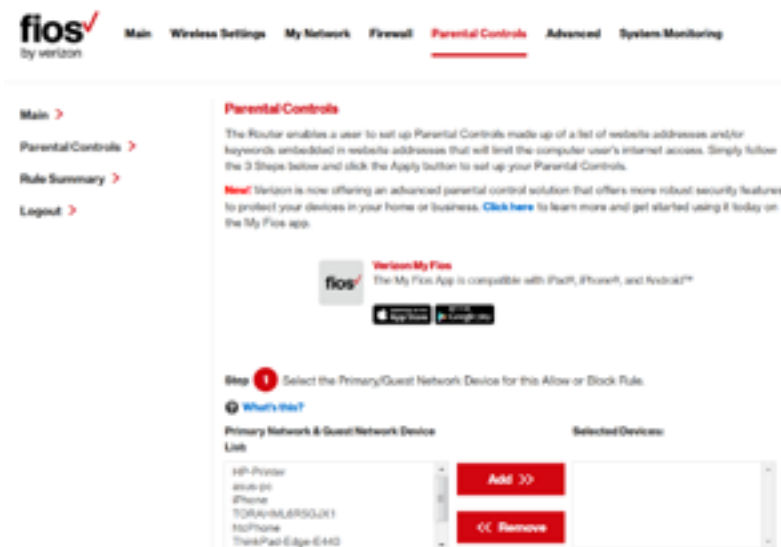 fios
by verizon
Main Wireless Settings My Network Firewall Parental Controls Advanced System Monitoring
Main >
Parental Controls >
Rule Summary >
Logout >
Parental Controls
The Router enables a user to set up Parental Controls made up of a list of website addresses and/or
keywords embedded in website addresses that will limit the computer user's internet access. Simply follow
the 3 Steps below and click the Apply button to set up your Parental Controls.
New! Verizon is now offering an advanced parental control solution that offers more robust security features
to protect your devices in your home or business. Click here to learn more and get started using it today on
the My Fios app.
fios
Verizon My Fios
The My Fios App is compatible with iPad®, iPhone®, and Android™
App Store Google play
Step 1 Select the Primary/Guest Network Device for this Allow or Block Rule.
? What's this?
Primary Network & Guest Network Device
List:
Selected Devices:
HP-Printer
asus-pc
iPhone
ThinkPad-Edge-E440
Add >>
<< Remove